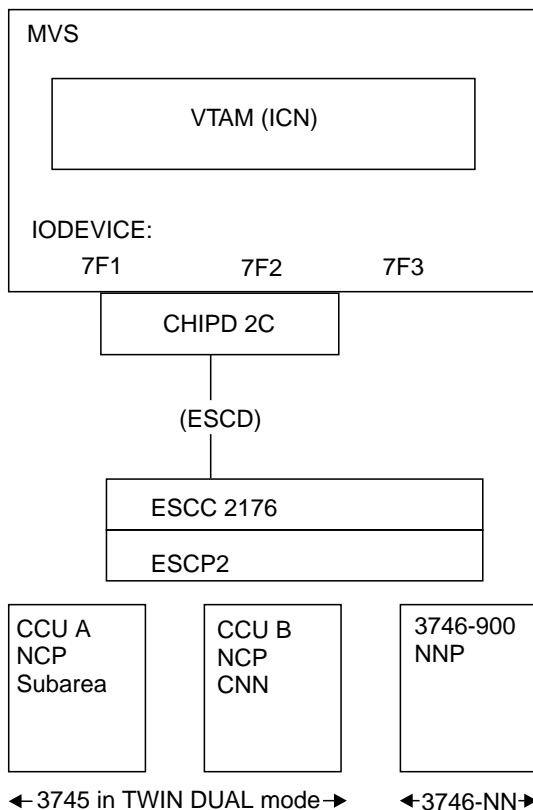 MVS
VTAM (ICN)
IODEVICE:
7F1 7F2 7F3
CHIPD 2C
(ESCD)
ESCC 2176
ESCP2
CCU A
NCP
Subarea
CCU B
NCP
CNN
3746-900
NNP
3745 in TWIN DUAL mode
3746-NN